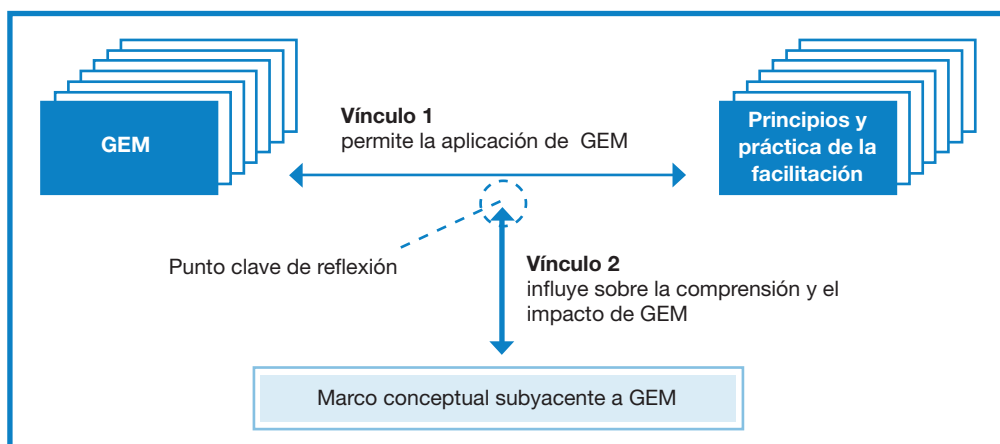 GEM
Vínculo 1
permite la aplicación de GEM
Principios y
práctica de la
facilitación
Punto clave de reflexión
Vínculo 2
influye sobre la comprensión y el
impacto de GEM
Marco conceptual subyacente a GEM